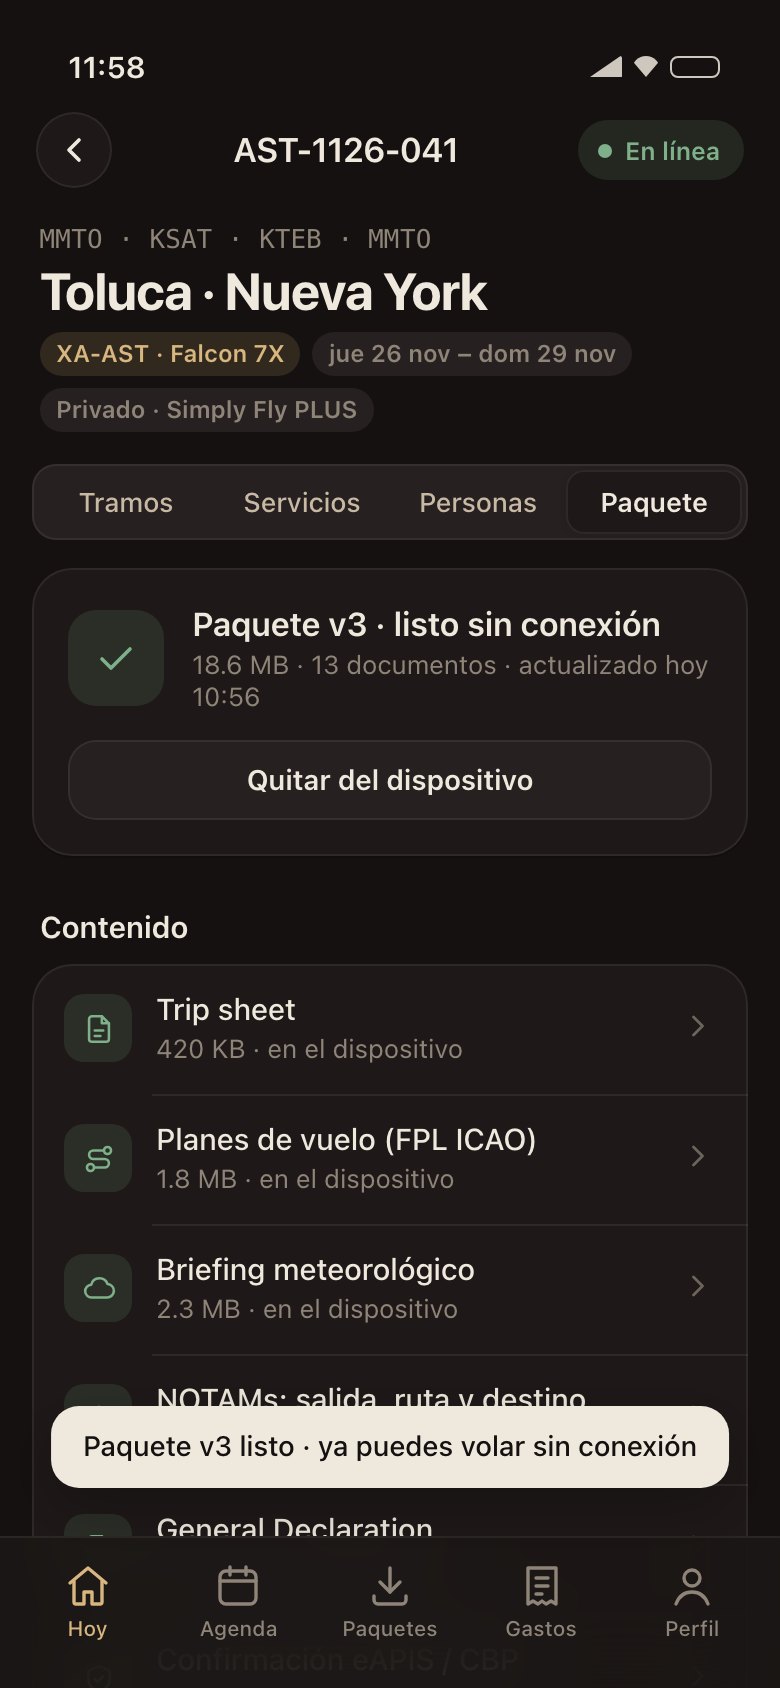 11:58
AST-1126-041
En línea
MMTO · KSAT · KTEB · MMTO
Toluca · Nueva York
XA-AST · Falcon 7X
jue 26 nov – dom 29 nov
Privado · Simply Fly PLUS
Tramos
Servicios
Personas
Paquete
Paquete v3 · listo sin conexión
18.6 MB · 13 documentos · actualizado hoy
10:56
Quitar del dispositivo
Contenido
Trip sheet
420 KB · en el dispositivo
Planes de vuelo (FPL ICAO)
1.8 MB · en el dispositivo
Briefing meteorológico
2.3 MB · en el dispositivo
NOTAMs: salida, ruta y destino
Paquete v3 listo · ya puedes volar sin conexión
General Declaration
Hoy
Agenda
Paquetes
Gastos
Perfil
Confirmación eAPIS / CBP